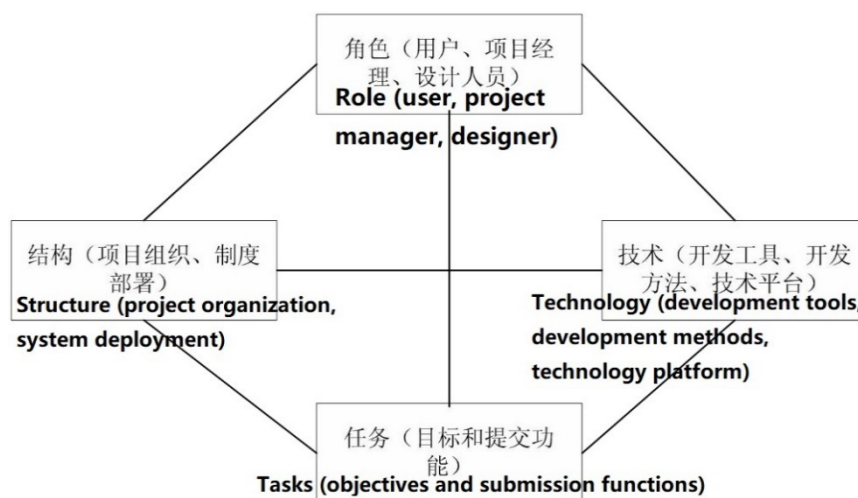 角色（用户、项目经
理、设计人员）
Role (user, project
manager, designer)
结构（项目组织、制度
部署）
Structure (project organization,
system deployment)
技术（开发工具、开发
方法、技术平台）
Technology (development tools,
development methods,
technology platform)
任务（目标和提交功
能）
Tasks (objectives and submission functions)